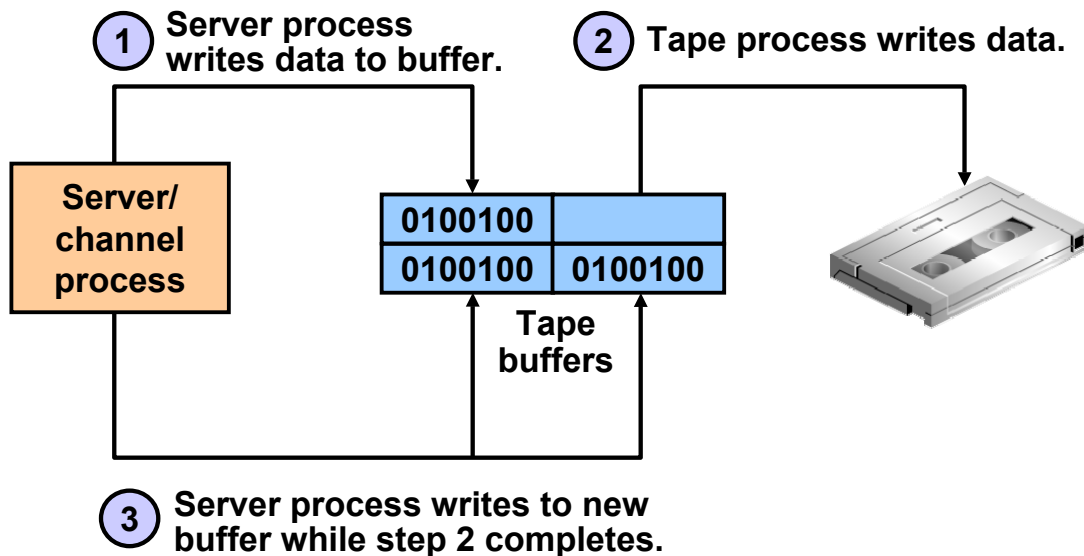 1
Server process
writes data to buffer.
2
Tape process writes data.
Server/
channel
process
0100100
0100100
0100100
Tape
buffers
3
Server process writes to new
buffer while step 2 completes.